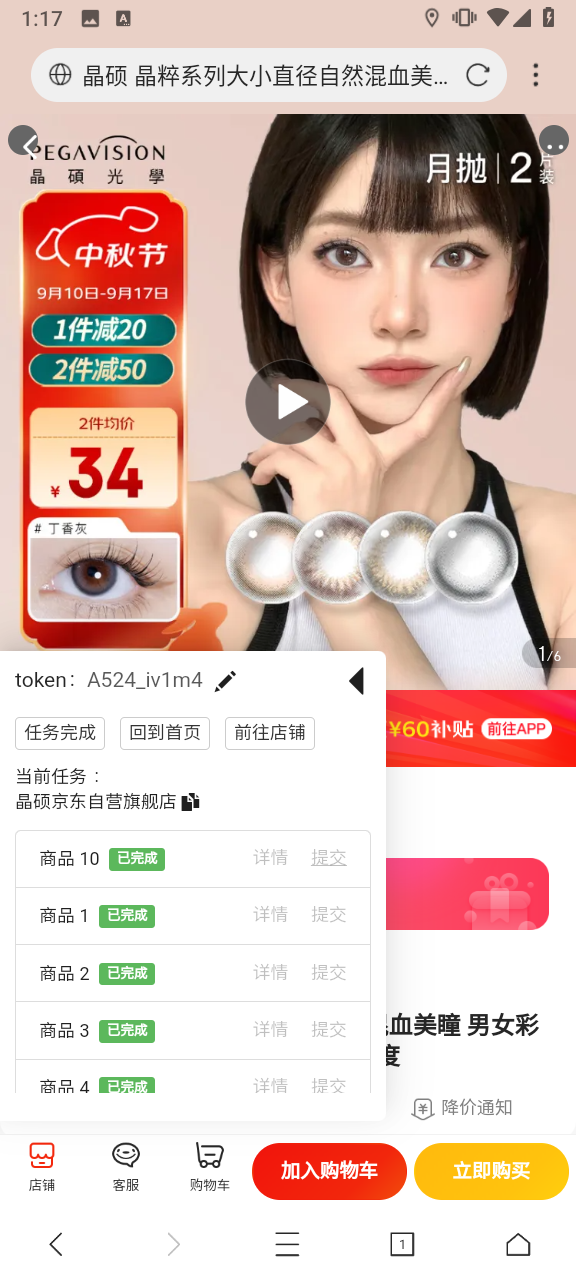 1:17
A
晶硕 晶粹系列大小直径自然混血美...
PEGAVISION
晶碩光學
月抛 2片装
中秋节
9月10日-9月17日
1件减20
2件减50
2件均价
¥34
# 丁香灰
1/6
token: A524_iv1m4
¥60补贴 前往APP
任务完成 回到首页 前往店铺
当前任务：
晶硕京东自营旗舰店
商品 10 已完成 详情 提交
商品 1 已完成 详情 提交
商品 2 已完成 详情 提交
商品 3 已完成 详情 提交
混血美瞳 男女彩
度
商品 4 已完成 详情 提交
降价通知
店铺 客服 购物车 加入购物车 立即购买
1